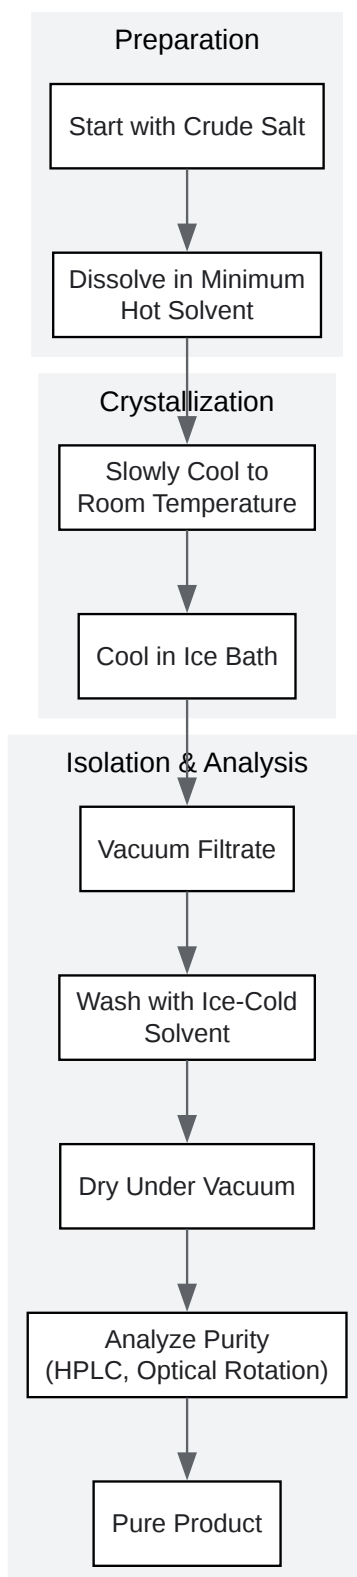 Preparation
Start with Crude Salt
Dissolve in Minimum
Hot Solvent
Crystallization
Slowly Cool to
Room Temperature
Cool in Ice Bath
Isolation & Analysis
Vacuum Filtrate
Wash with Ice-Cold
Solvent
Dry Under Vacuum
Analyze Purity
(HPLC, Optical Rotation)
Pure Product